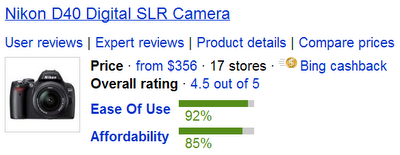 Nikon D40 Digital SLR Camera
User reviews | Expert reviews | Product details | Compare prices
Price · from $356 · 17 stores · Bing cashback
Overall rating · 4.5 out of 5
Ease Of Use
92%
Affordability
85%
Nikon